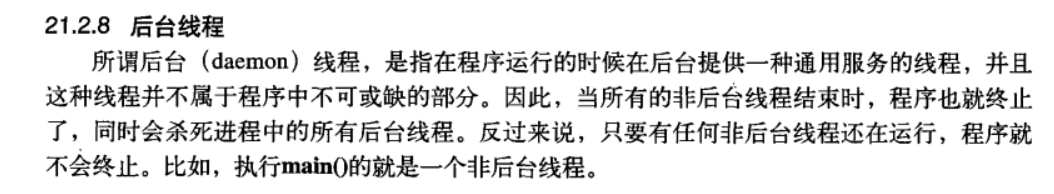 21.2.8 后台线程
所谓后台（daemon）线程，是指在程序运行的时候在后台提供一种通用服务的线程，并且
这种线程并不属于程序中不可或缺的部分。因此，当所有的非后台线程结束时，程序也就终止
了，同时会杀死进程中的所有后台线程。反过来说，只要有任何非后台线程还在运行，程序就
不会终止。比如，执行main()的就是一个非后台线程。